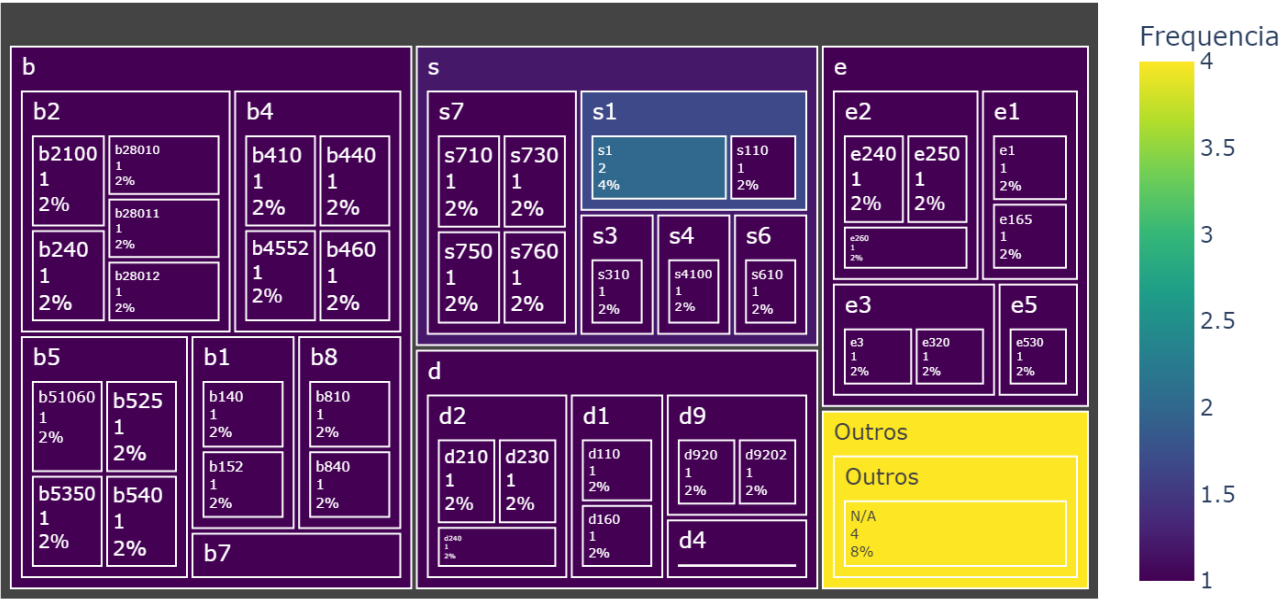 b
b2
b2100
1
2%
b28010
1
2%
b28011
1
2%
b240
1
2%
b28012
1
2%
b4
b410
1
2%
b440
1
2%
b4552
1
2%
b460
1
2%
b5
b51060
1
2%
b525
1
2%
b5350
1
2%
b540
1
2%
b1
b140
1
2%
b152
1
2%
b8
b810
1
2%
b840
1
2%
b7
s
s7
s710
1
2%
s730
1
2%
s750
1
2%
s760
1
2%
s1
s1
2
4%
s110
1
2%
s3
s310
1
2%
s4
s4100
1
2%
s6
s610
1
2%
d
d2
d210
1
2%
d230
1
2%
d240
1
2%
d1
d110
1
2%
d160
1
2%
d9
d920
1
2%
d9202
1
2%
d4
e
e2
e240
1
2%
e250
1
2%
e260
1
2%
e1
e1
1
2%
e165
1
2%
e3
e3
1
2%
e320
1
2%
e5
e530
1
2%
Outros
Outros
N/A
4
8%
Frequencia
4
3.5
3
2.5
2
1.5
1